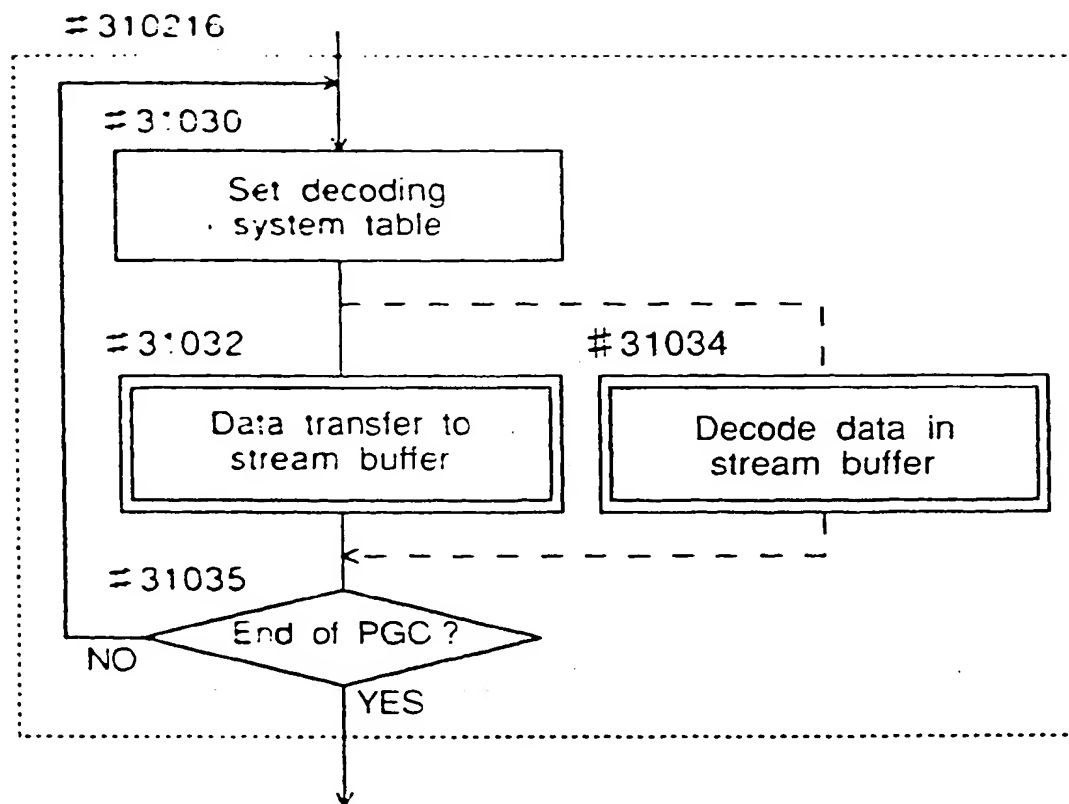 #310216
#31030
Set decoding
system table
#31032
#31034
Data transfer to
stream buffer
Decode data in
stream buffer
#31035
End of PGC?
NO
YES